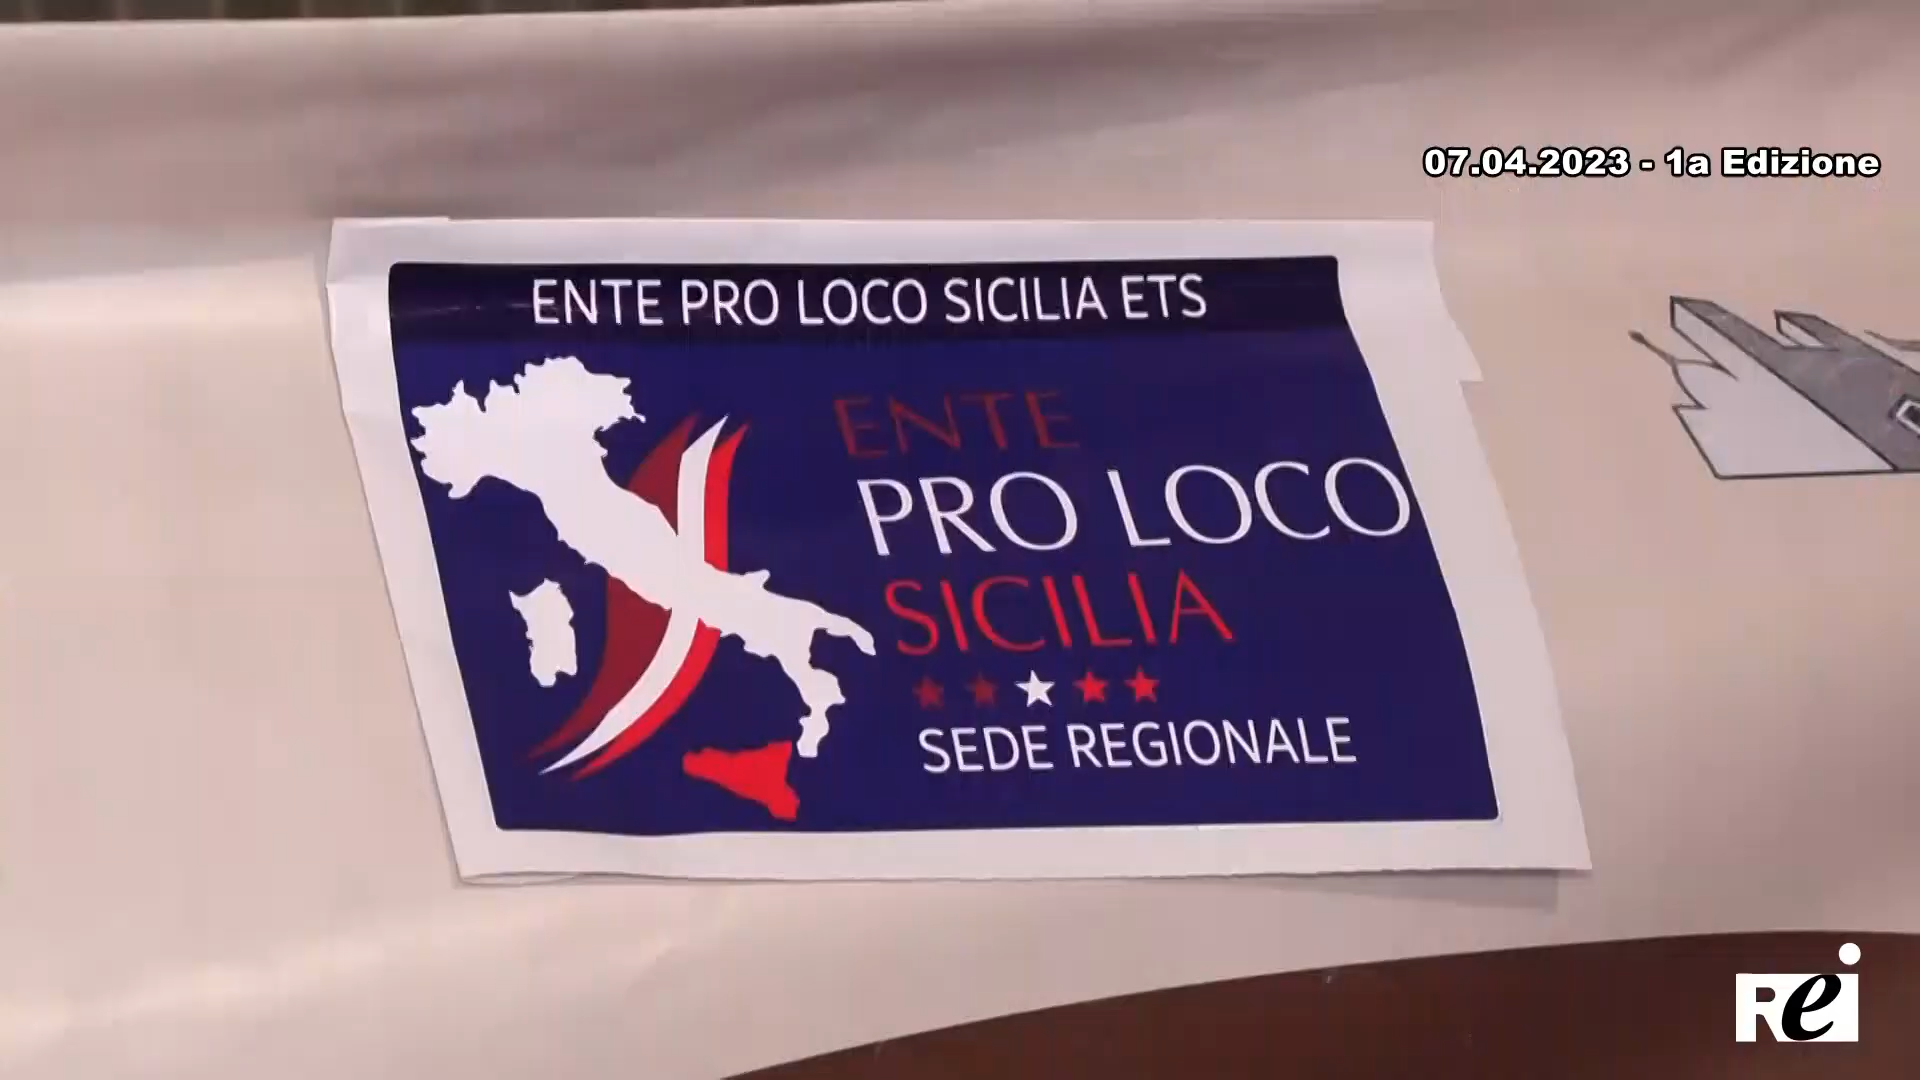 07.04.2023 - 1a Edizione
ENTE PRO LOCO SICILIA ETS
ENTE
PRO LOCO
SICILIA
SEDE REGIONALE
Rei